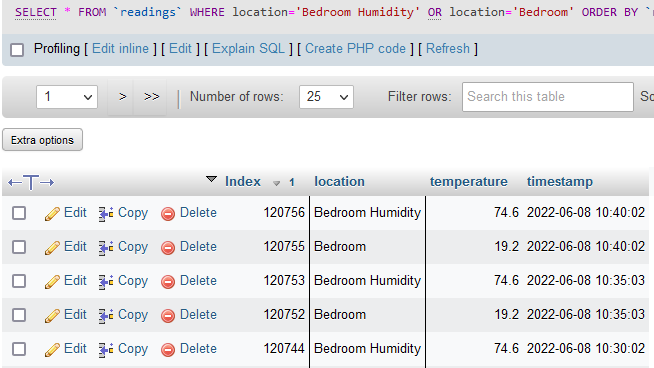 SELECT * FROM `readings` WHERE location='Bedroom Humidity' OR location='Bedroom' ORDER BY
Profiling [ Edit inline ] [ Edit ] [ Explain SQL ] [ Create PHP code ] [ Refresh ]
1 > >> Number of rows: 25 Filter rows: Search this table
Extra options
←T→ Index 1 location temperature timestamp
Edit Copy Delete 120756 Bedroom Humidity 74.6 2022-06-08 10:40:02
Edit Copy Delete 120755 Bedroom 19.2 2022-06-08 10:40:02
Edit Copy Delete 120753 Bedroom Humidity 74.6 2022-06-08 10:35:03
Edit Copy Delete 120752 Bedroom 19.2 2022-06-08 10:35:03
Edit Copy Delete 120744 Bedroom Humidity 74.6 2022-06-08 10:30:02